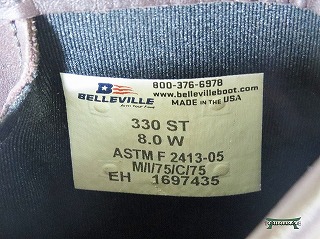 800-376-6978
www.bellevilleboot.com
BELLEVILLE
MADE IN THE USA
330 ST
8.0 W
ASTM F 2413-05
M/I/75/C/75
EH 1697435